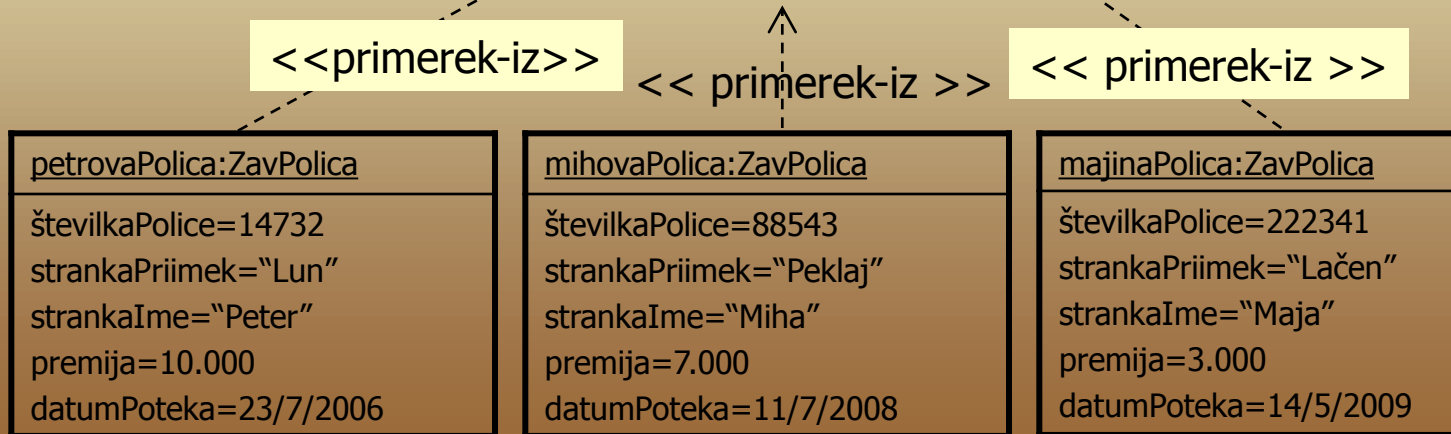 <<primerek-iz>>
<< primerek-iz >>
<< primerek-iz >>
petrovaPolica:ZavPolica
številkaPolice=14732
strankaPriimek=“Lun”
strankaIme=“Peter”
premija=10.000
datumPoteka=23/7/2006
mihovaPolica:ZavPolica
številkaPolice=88543
strankaPriimek=“Peklaj”
strankaIme=“Miha”
premija=7.000
datumPoteka=11/7/2008
majinaPolica:ZavPolica
številkaPolice=222341
strankaPriimek=“Lačen”
strankaIme=“Maja”
premija=3.000
datumPoteka=14/5/2009